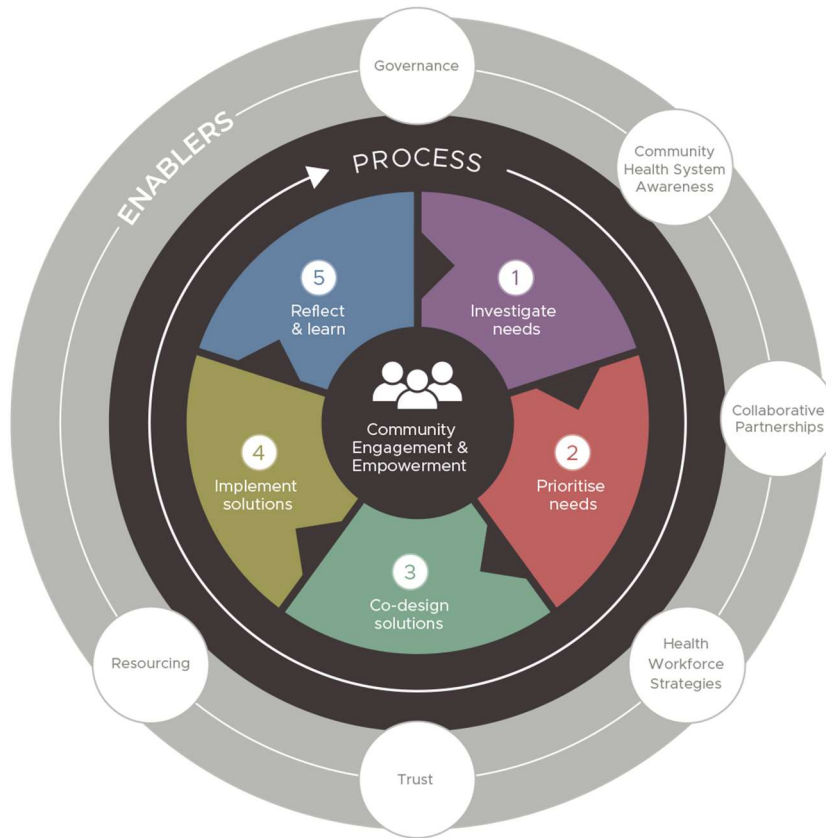 Governance
ENABLERS
PROCESS
Community
Health System
Awareness
5
Reflect
& learn
1
Investigate
needs
Community
Engagement &
Empowerment
Collaborative
Partnerships
4
Implement
solutions
2
Prioritise
needs
3
Co-design
solutions
Resourcing
Health
Workforce
Strategies
Trust